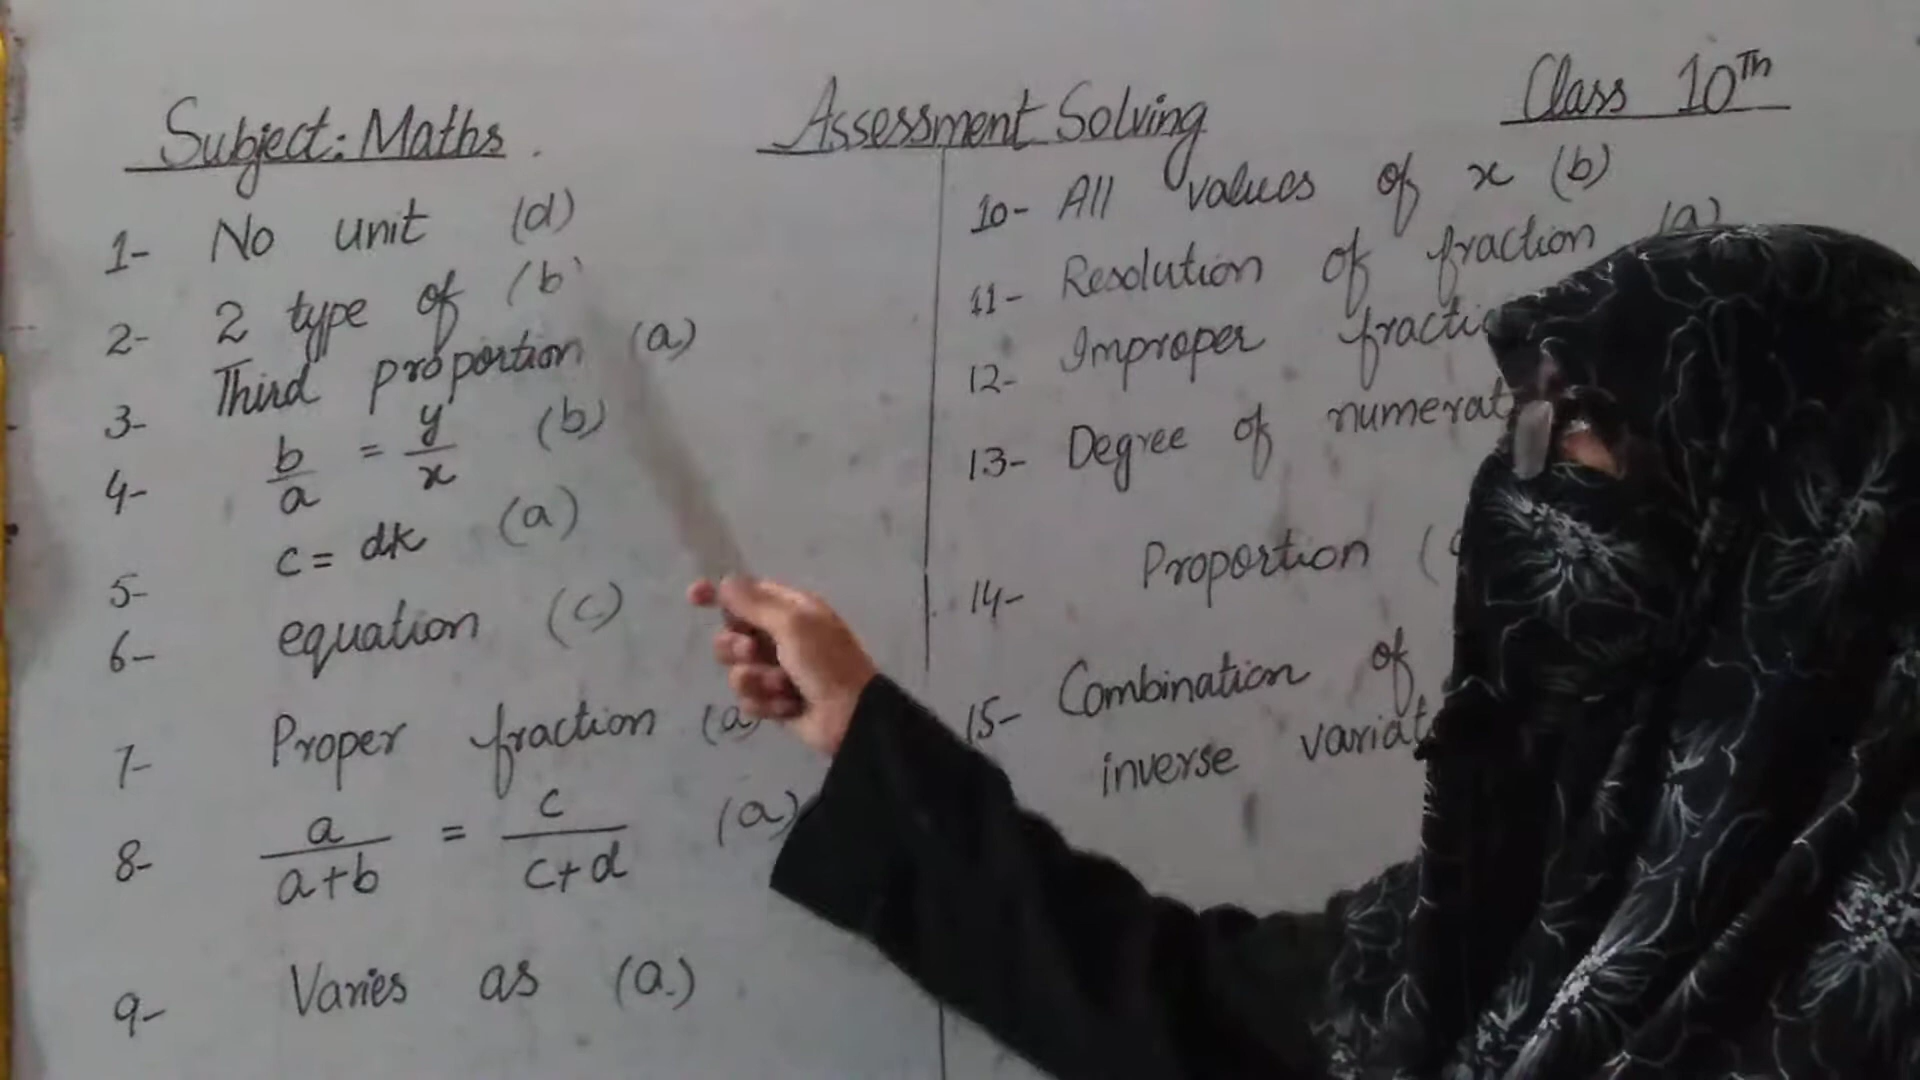 Subject: Maths.
Assessment Solving
Class 10Th
1- No unit (d)
2- 2 type of (b)
3- Third proportion (a)
4- b/a = y/x (b)
5- c = dk (a)
6- equation (c)
7- Proper fraction (a)
8- a/a+b = c/c+d (a)
9- Varies as (a)
10- All values of x (b)
11- Resolution of fraction (a)
12- Improper
13- Degree of
14- Proportion
15- Combination of
inverse